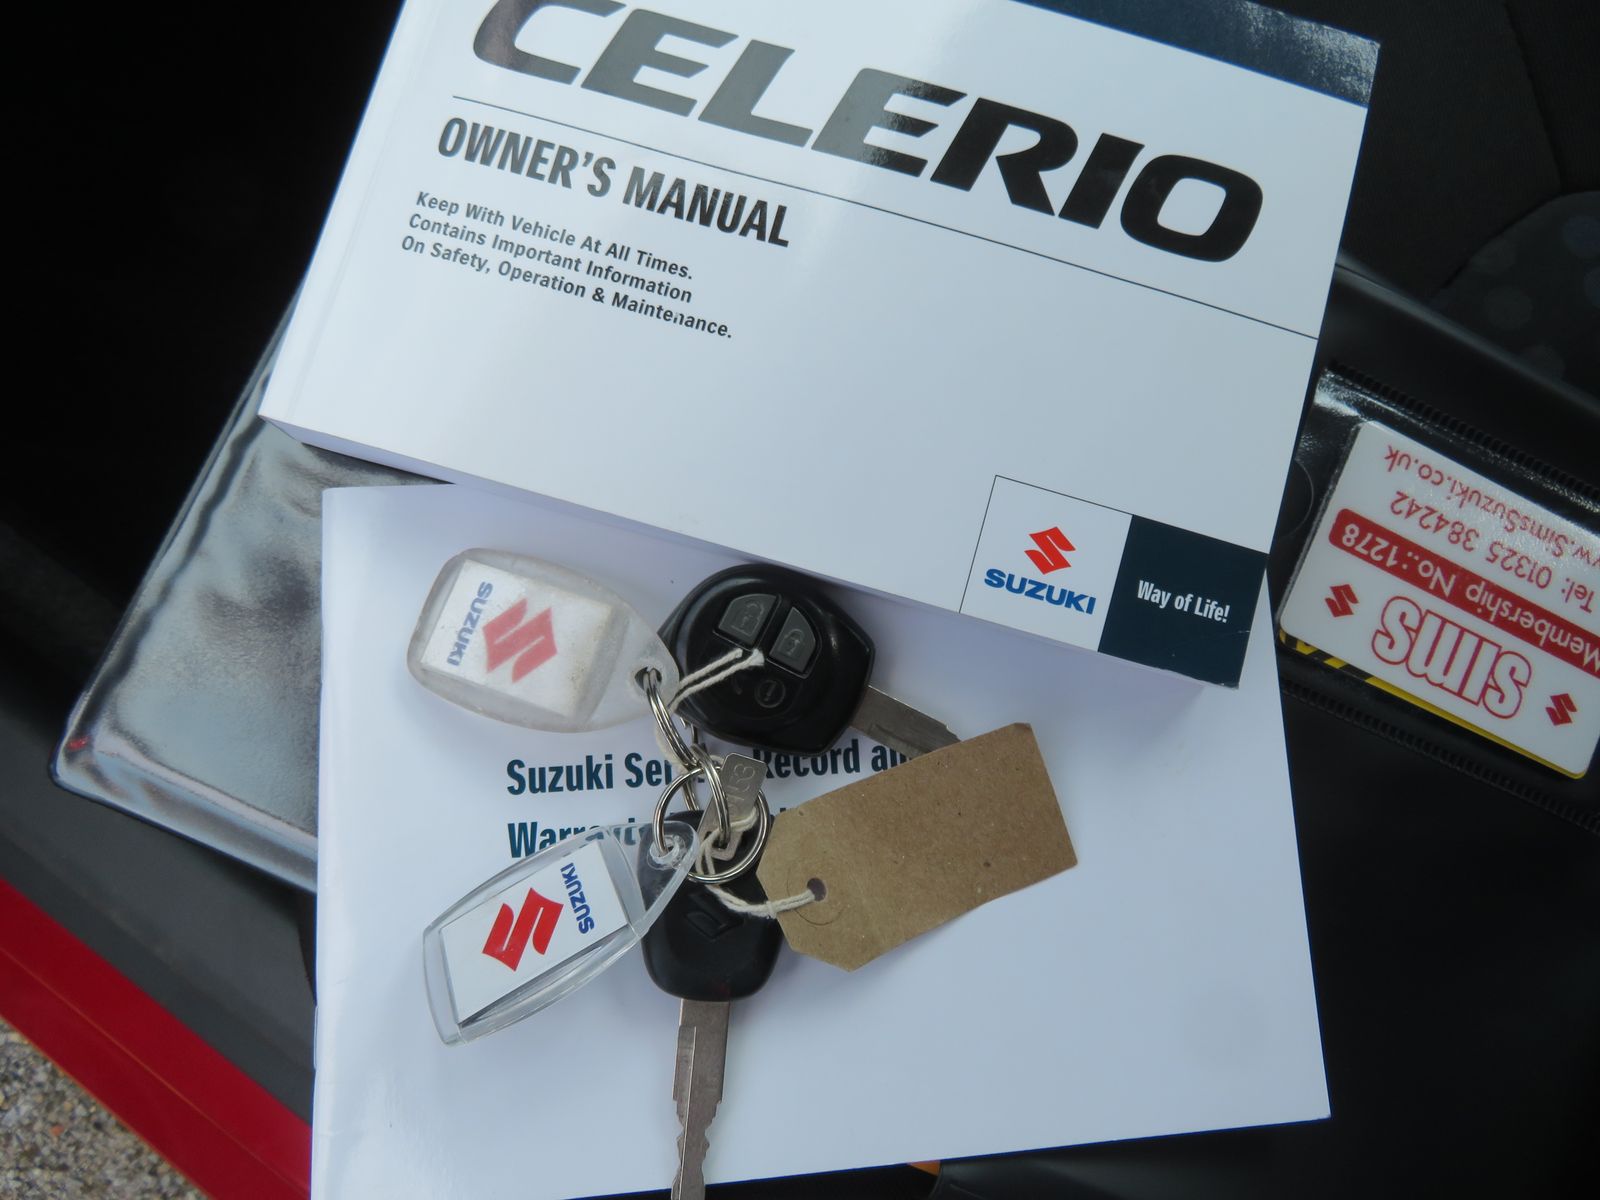 CELERIO
OWNER'S MANUAL
Keep With Vehicle At All Times.
Contains Important Information
On Safety, Operation & Maintenance.
SUZUKI
Way of Life!
SUZUKI
Suzuki Record
SUZUKI
SIMS
Membership No.:1278
Tel: 01325 384242
SimsSuzuki.co.uk